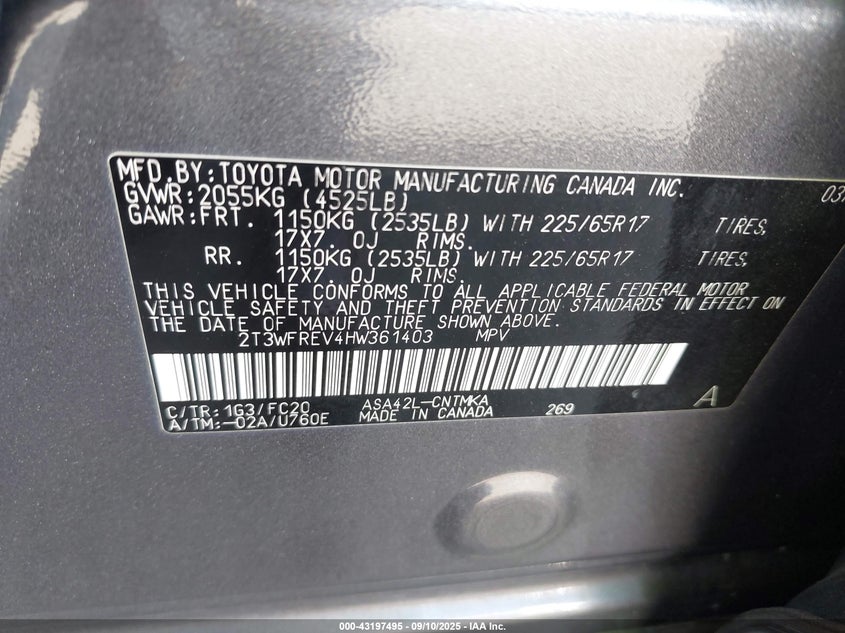 MFD.BY:TOYOTA MOTOR MANUFACTURING CANADA INC.
GVWR:2055KG (4525LB)
GAWR:FRT. 1150KG (2535LB) WITH 225/65R17 TIRES,
17X7. 0J RIMS.
RR. 1150KG (2535LB) WITH 225/65R17 TIRES,
17X7. 0J RIMS.
THIS VEHICLE CONFORMS TO ALL APPLICABLE FEDERAL MOTOR
VEHICLE SAFETY AND THEFT PREVENTION STANDARDS IN EFFECT ON
THE DATE OF MANUFACTURE SHOWN ABOVE.
2T3WFREV4HW361403 MPV
C/TR:1G3/FC20 ASA42L-CNTMKA
A/TM:-02A/U760E MADE IN CANADA 269 A
000-43197495 - 09/10/2025 - IAA Inc.